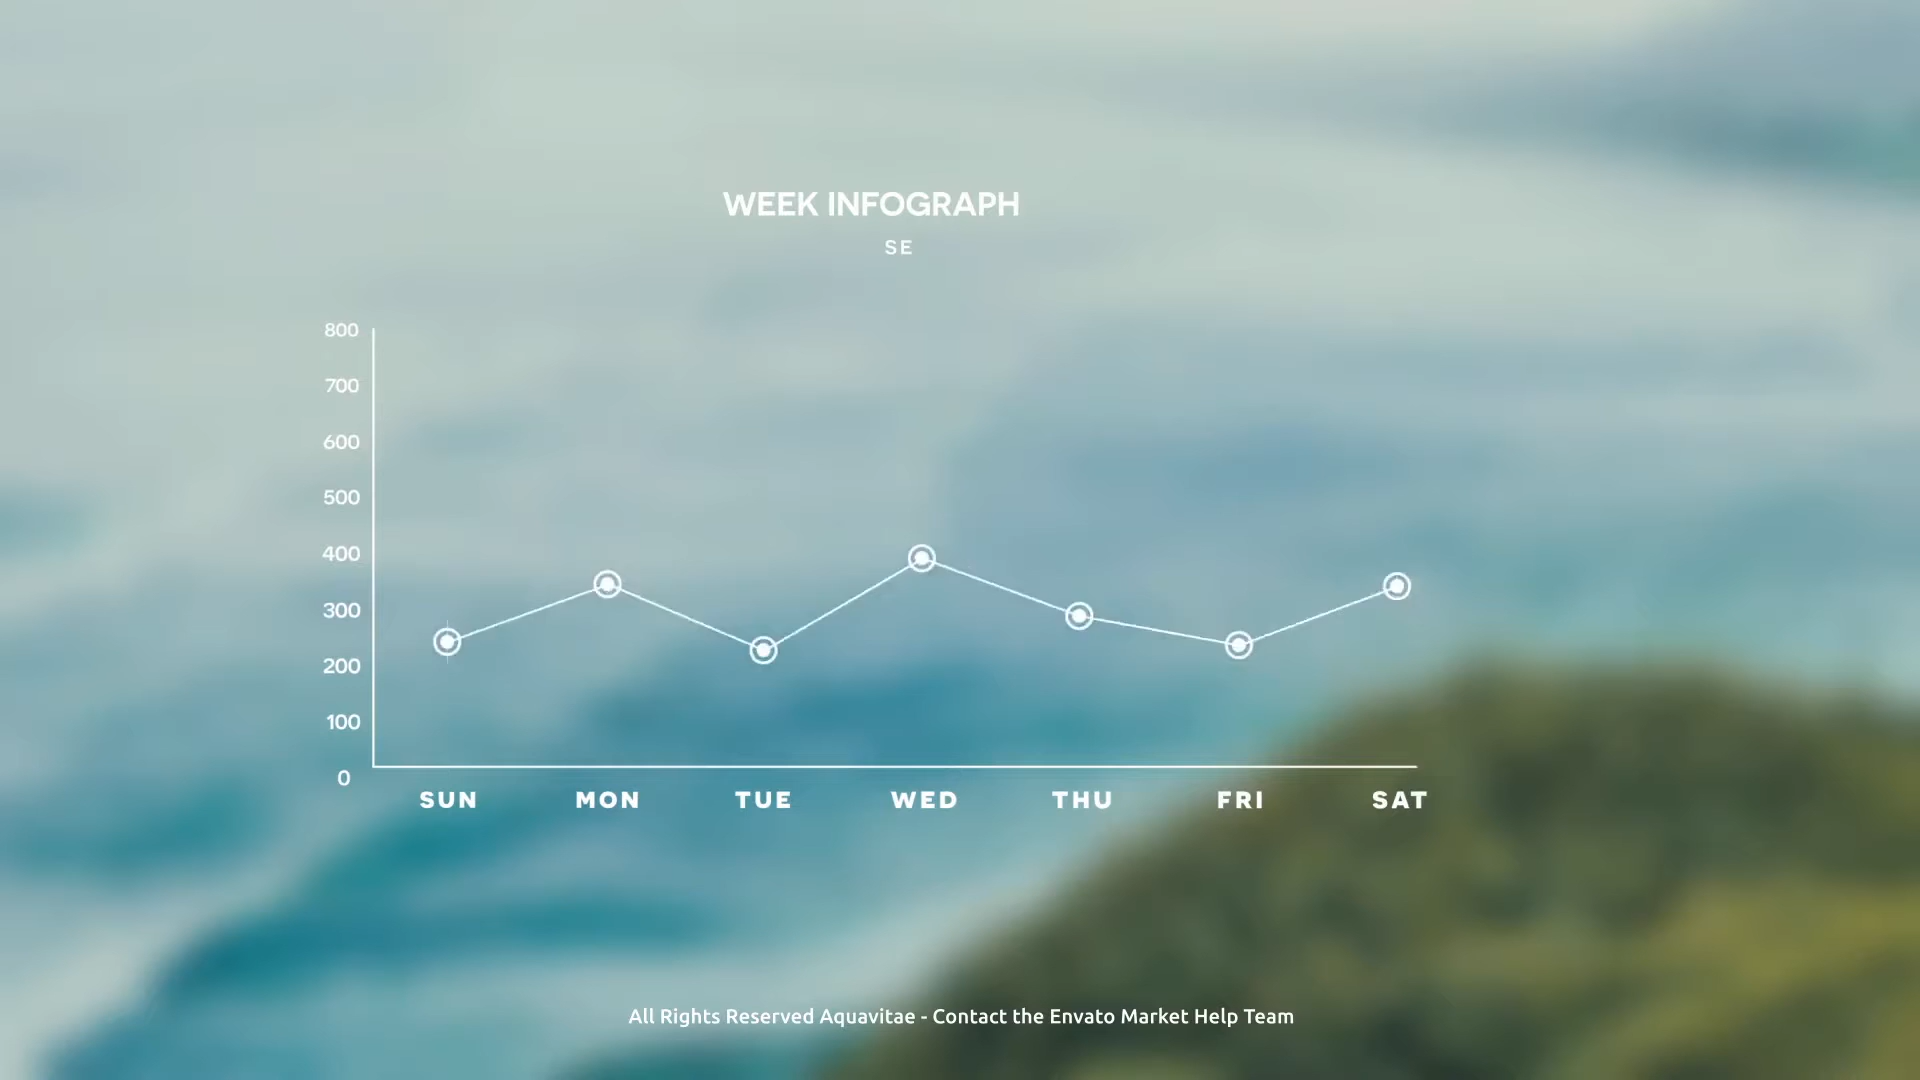 WEEK INFOGRAPH
SE
800
700
600
500
400
300
200
100
0
SUN MON TUE WED THU FRI SAT
All Rights Reserved Aquavitae - Contact the Envato Market Help Team